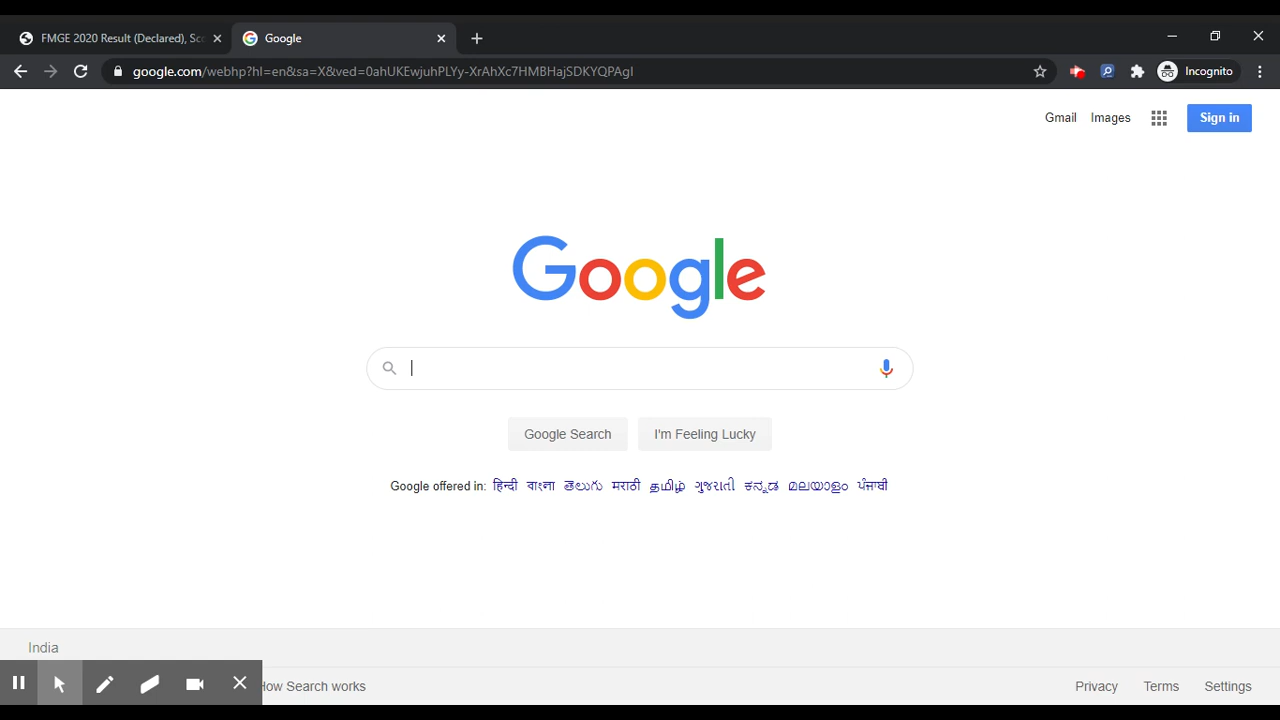 FMGE 2020 Result (Declared), Sc
Google
google.com/webhp?hl=en&sa=X&ved=0ahUKEwjuhPLYy-XrAhXc7HMBHajSDKYQPAgI
Incognito
Gmail Images
Sign in
Google
Google Search I'm Feeling Lucky
Google offered in: हिन्दी বাংলা తెలుగు मराठी தமிழ் ગુજરાતી ಕನ್ನಡ മലയാളം ਪੰਜਾਬੀ
India
How Search works
Privacy Terms Settings